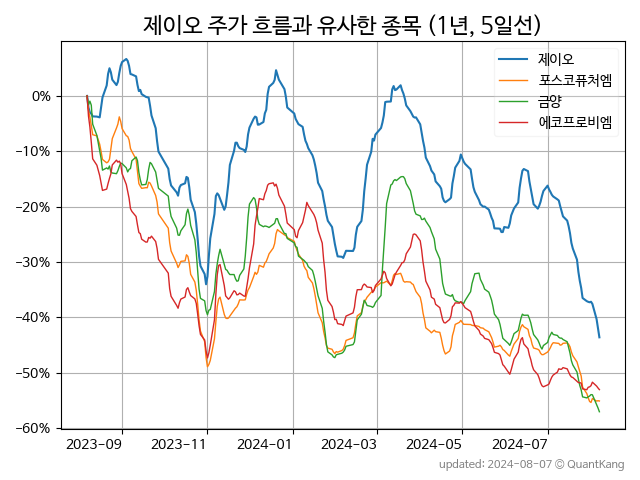 제이오 주가 흐름과 유사한 종목 (1년, 5일선)
제이오
포스코퓨처엠
금양
에코프로비엠
0%
−10%
−20%
−30%
−40%
−50%
−60%
2023-09
2023-11
2024-01
2024-03
2024-05
2024-07
updated: 2024-08-07 © QuantKang